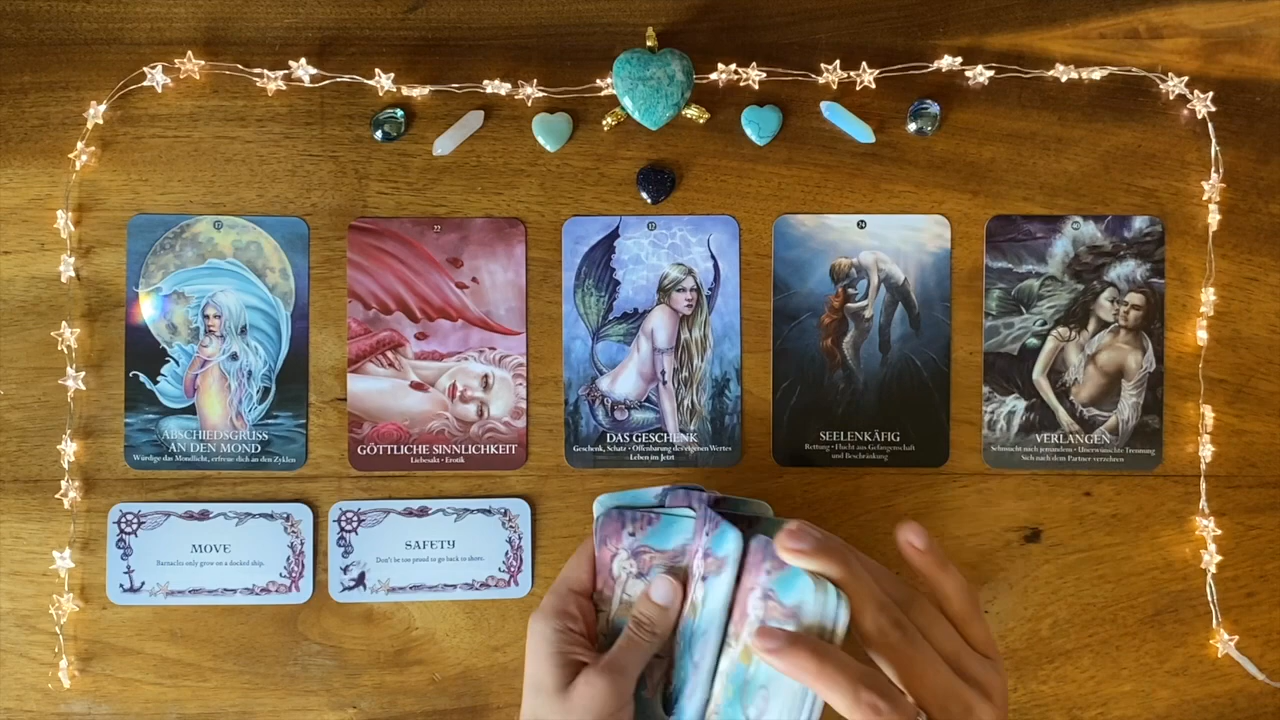 17
ABSCHIEDSGRUSS
AN DEN MOND
Würdige das Mondlicht, erfreue dich an den Zyklen
22
GÖTTLICHE SINNLICHKEIT
Liebesakt • Erotik
12
DAS GESCHENK
Geschenk, Schatz • Offenbarung des eigenen Wertes
Leben im Jetzt
24
SEELENKÄFIG
Rettung • Flucht aus Gefangenschaft
und Beschränkung
40
VERLANGEN
Sehnsucht nach jemandem • Unerwünschte Trennung
Sich nach dem Partner verzehren
MOVE
Barnacles only grow on a docked ship.
SAFETY
Don't be too proud to go back to shore.